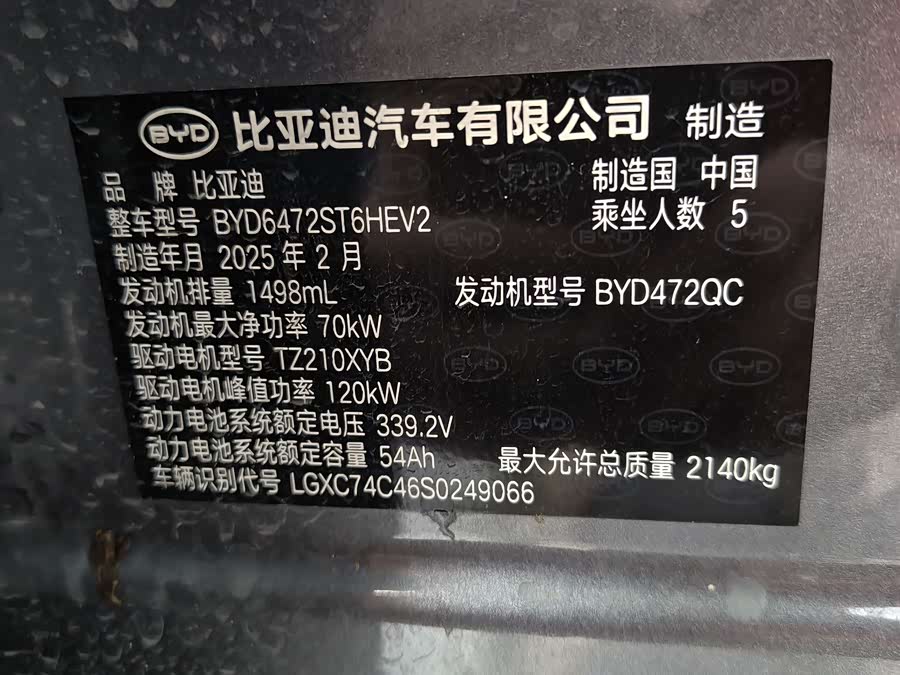 BYD 比亚迪汽车有限公司 制造
品 牌 比亚迪 制造国 中国
整车型号 BYD6472ST6HEV2 乘坐人数 5
制造年月 2025 年 2 月
发动机排量 1498mL 发动机型号 BYD472QC
发动机最大净功率 70kW
驱动电机型号 TZ210XYB
驱动电机峰值功率 120kW
动力电池系统额定电压 339.2V
动力电池系统额定容量 54Ah 最大允许总质量 2140kg
车辆识别代号 LGXC74C46S0249066